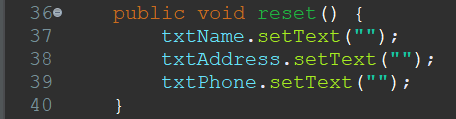 36 public void reset() {
37 txtName.setText("");
38 txtAddress.setText("");
39 txtPhone.setText("");
40 }